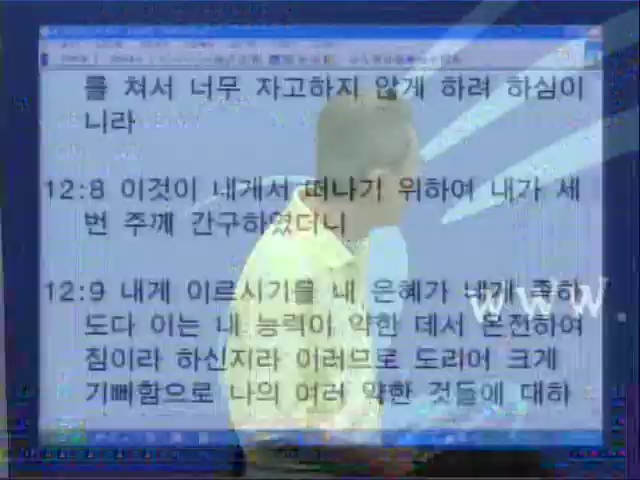 를 쳐서 너무 자고하지 않게 하려 하심이
니라
12:8 이것이 내게서 떠나기 위하여 내가 세
번 주께 간구하였더니
12:9 내게 이르시기를 내 은혜가 네게 족하
도다 이는 내 능력이 약한 데서 온전하여
짐이라 하신지라 이러므로 도리어 크게
기뻐함으로 나의 여러 약한 것들에 대하
www.